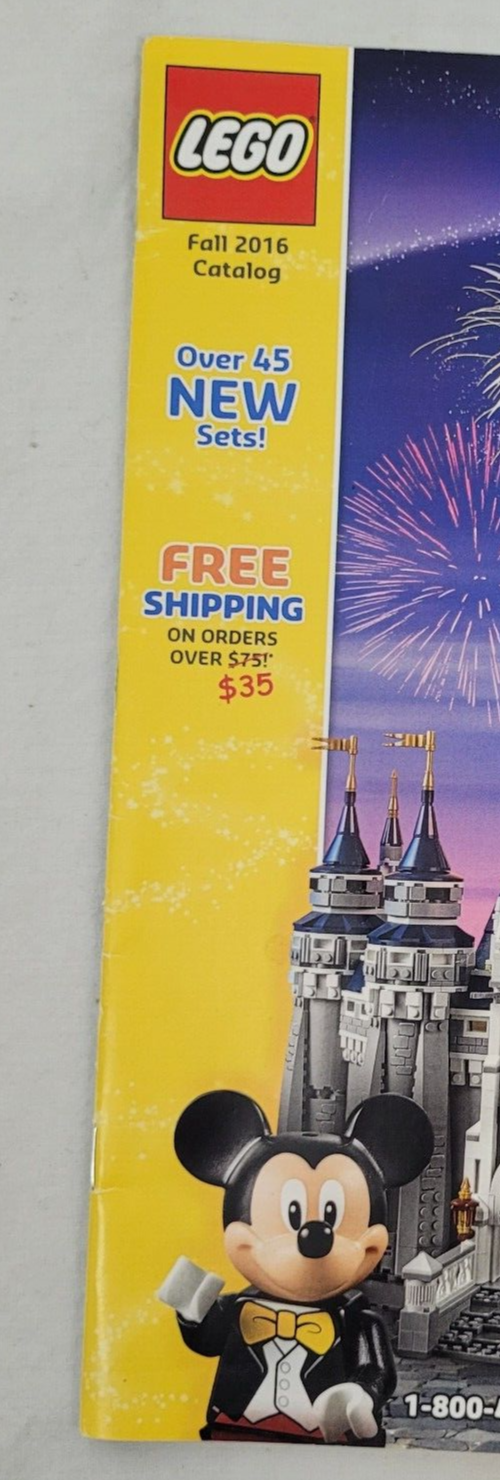 LEGO
Fall 2016
Catalog
Over 45
NEW
Sets!
FREE
SHIPPING
ON ORDERS
OVER $75!*
$35
1-800-